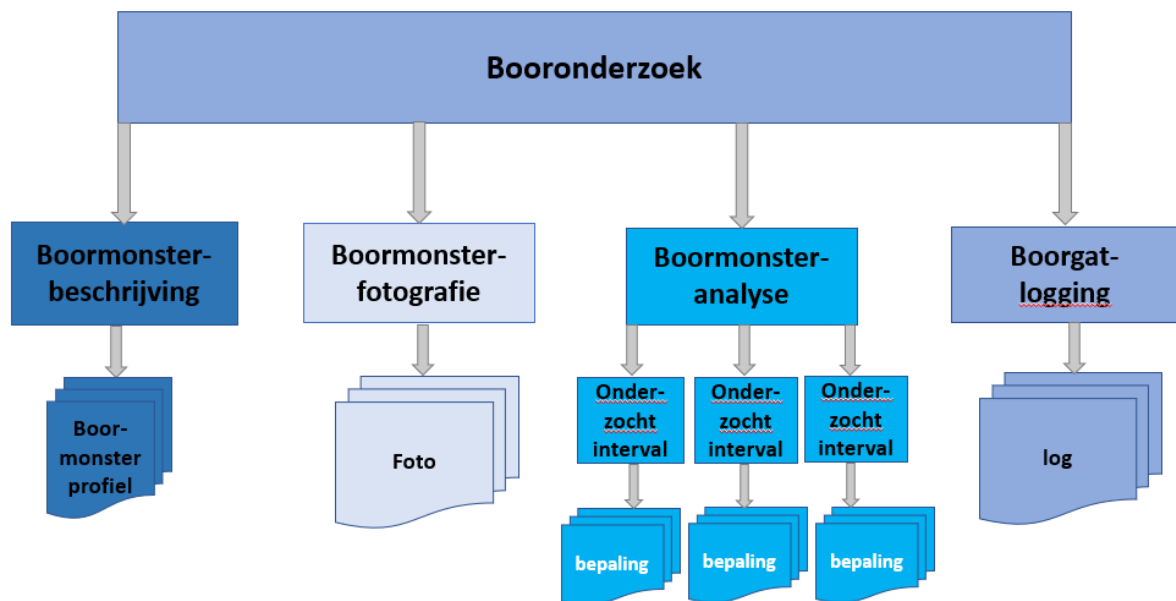 Booronderzoek
Boormonster-
beschrijving
Boormonster-
fotografie
Boormonster-
analyse
Boorgat-
logging
Boor-
monster
profiel
Foto
Onder-
zocht
interval
Onder-
zocht
interval
Onder-
zocht
interval
log
bepaling
bepaling
bepaling